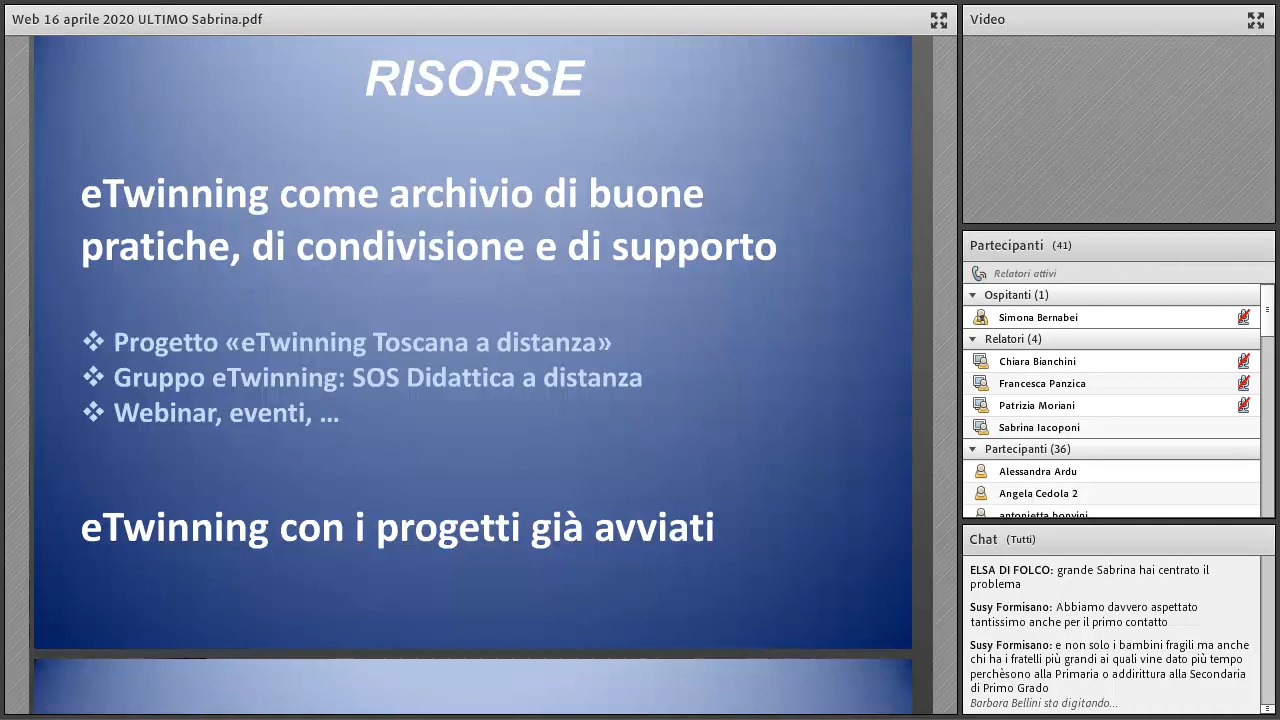 Web 16 aprile 2020 ULTIMO Sabrina.pdf
RISORSE
eTwinning come archivio di buone
pratiche, di condivisione e di supporto
❖ Progetto «eTwinning Toscana a distanza»
❖ Gruppo eTwinning: SOS Didattica a distanza
❖ Webinar, eventi, ...
eTwinning con i progetti già avviati
Video
Partecipanti (41)
Relatori attivi
Ospitanti (1)
Simona Bernabei
Relatori (4)
Chiara Bianchini
Francesca Panzica
Patrizia Moriani
Sabrina Iacoponi
Partecipanti (36)
Alessandra Ardu
Angela Cedola 2
antonietta bonvini
Chat (Tutti)
ELSA DI FOLCO: grande Sabrina hai centrato il
problema
Susy Formisano: Abbiamo davvero aspettato
tantissimo anche per il primo contatto
Susy Formisano: e non solo i bambini fragili ma anche
chi ha i fratelli più grandi ai quali vine dato più tempo
perchèsono alla Primaria o addirittura alla Secondaria
di Primo Grado
Barbara Bellini sta digitando...